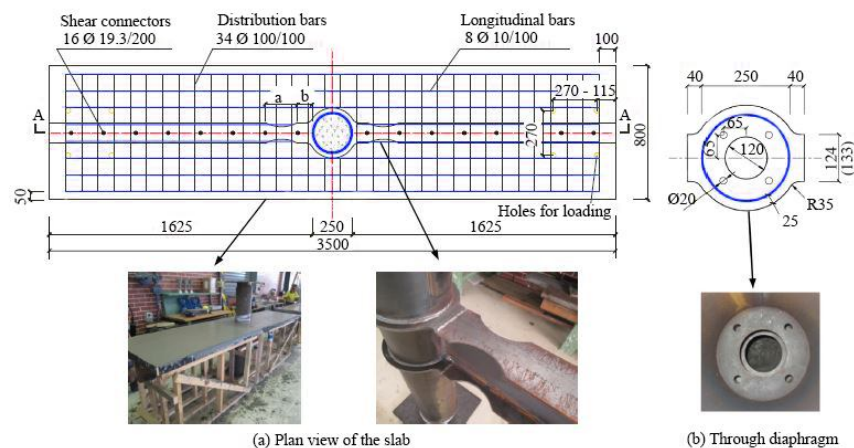 Shear connectors
16 Ø 19.3/200
Distribution bars
34 Ø 100/100
Longitudinal bars
8 Ø 10/100
100
a
b
270 - 115
A
A
270
800
50
Holes for loading
1625
250
1625
3500
40
250
40
65
65
120
124
(133)
Ø20
R35
25
(a) Plan view of the slab
(b) Through diaphragm